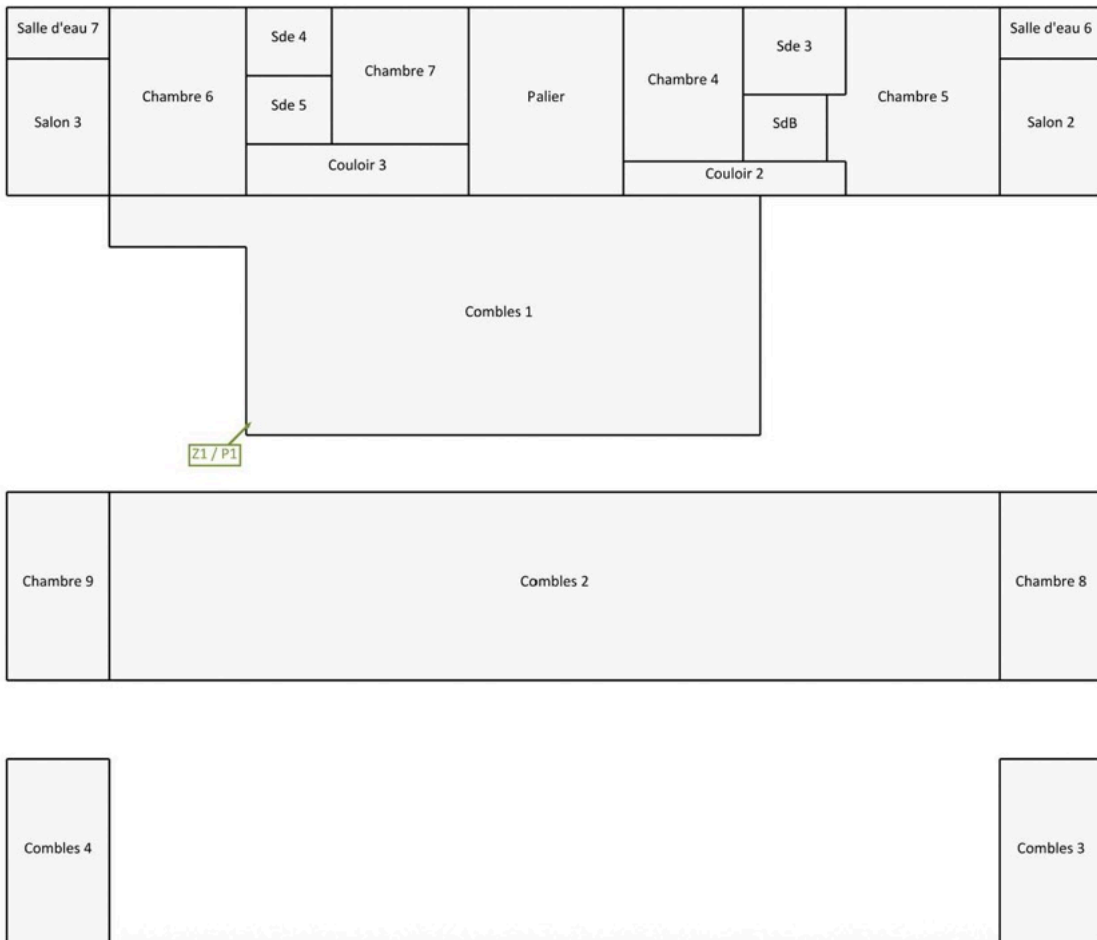 Salle d'eau 7
Sde 4
Chambre 7
Sde 3
Salle d'eau 6
Chambre 6
Palier
Chambre 4
Chambre 5
Sde 5
SdB
Salon 3
Salon 2
Couloir 3
Couloir 2
Combles 1
Z1 / P1
Chambre 9
Combles 2
Chambre 8
Combles 4
Combles 3